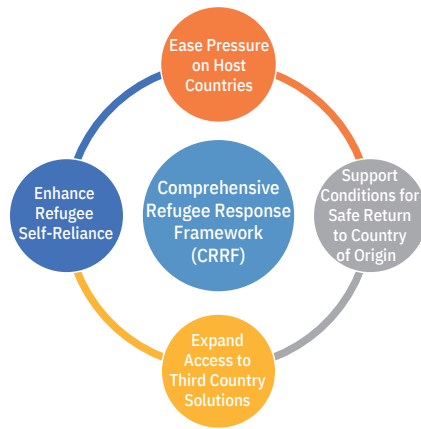 Ease Pressure
on Host
Countries
Enhance
Refugee
Self-Reliance
Comprehensive
Refugee Response
Framework
(CRRF)
Support
Conditions for
Safe Return
to Country
of Origin
Expand
Access to
Third Country
Solutions